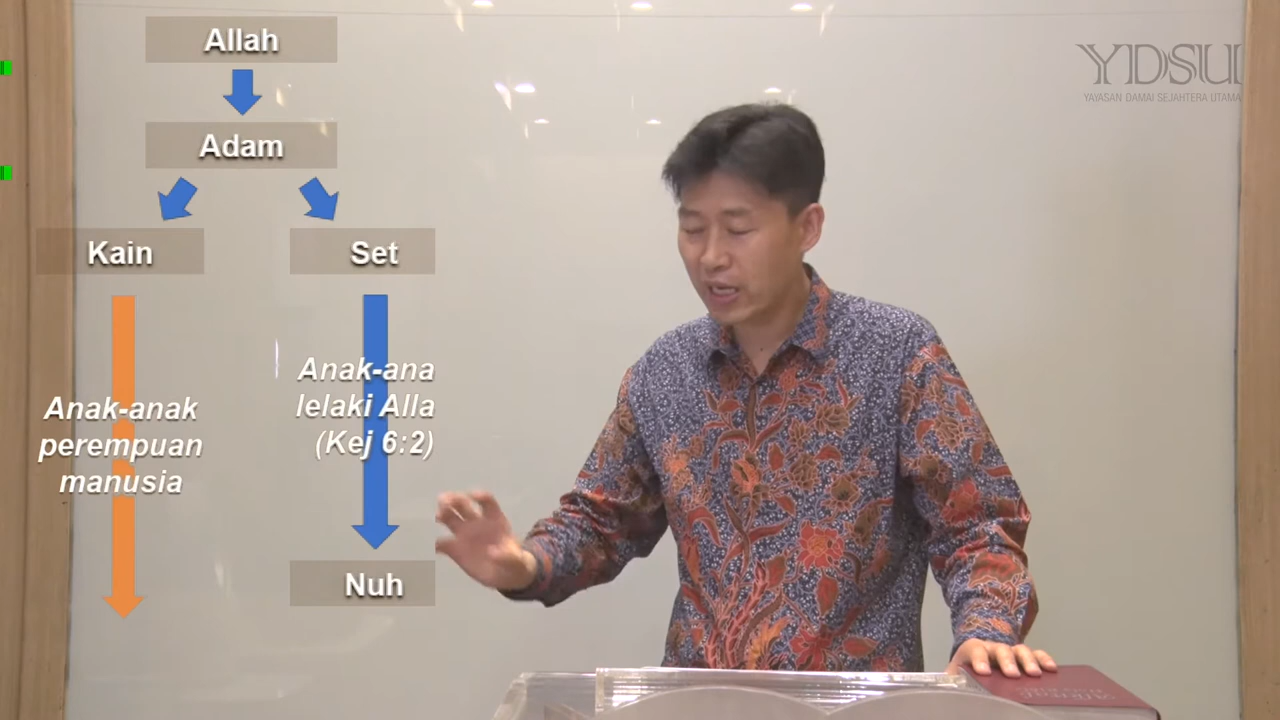 Allah
Adam
Kain
Set
Anak-anak
perempuan
manusia
Anak-ana
lelaki Alla
(Kej 6:2)
Nuh
YDSU
YAYASAN DAMAI SEJAHTERA UTAMA